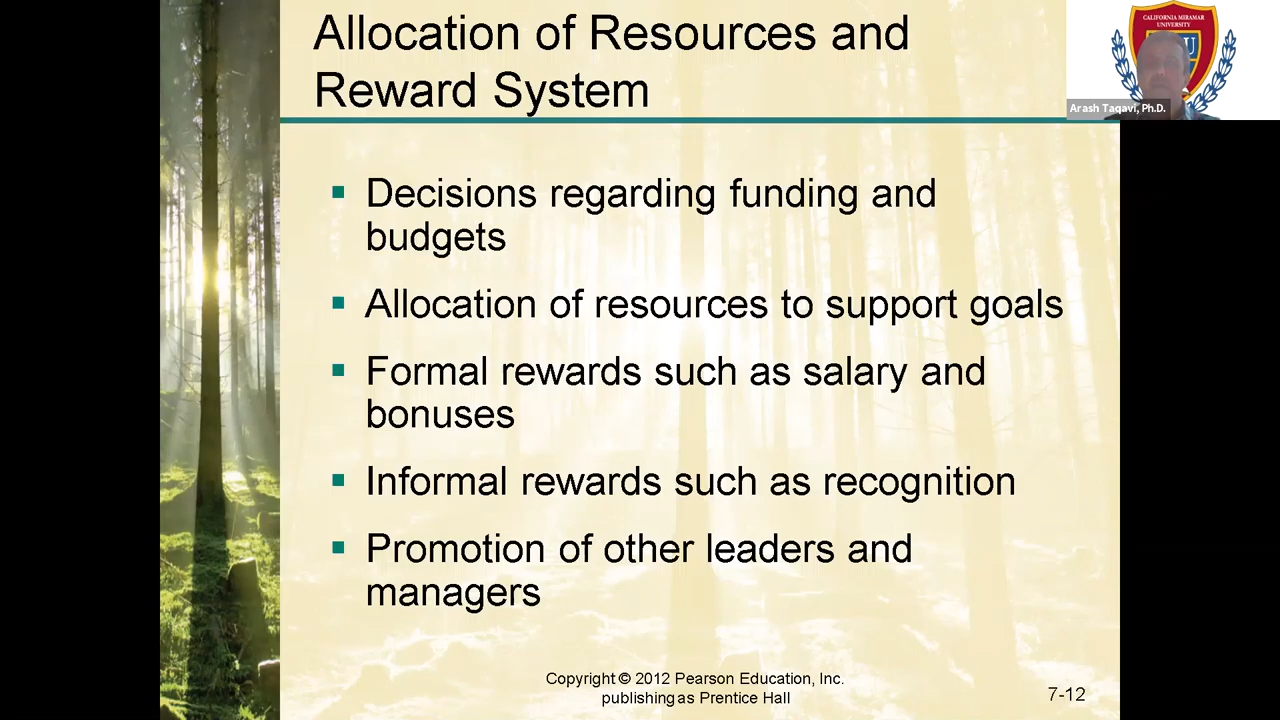 Allocation of Resources and
Reward System
CALIFORNIA MIRAMAR
UNIVERSITY
Arash Taqavi, Ph.D.
▪ Decisions regarding funding and
budgets
▪ Allocation of resources to support goals
▪ Formal rewards such as salary and
bonuses
▪ Informal rewards such as recognition
▪ Promotion of other leaders and
managers
Copyright © 2012 Pearson Education, Inc.
publishing as Prentice Hall
7-12